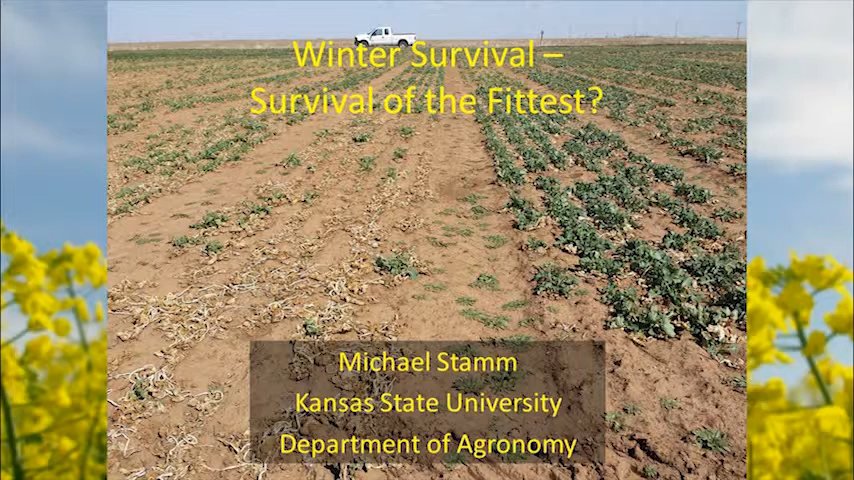 Winter Survival –
Survival of the Fittest?
Michael Stamm
Kansas State University
Department of Agronomy